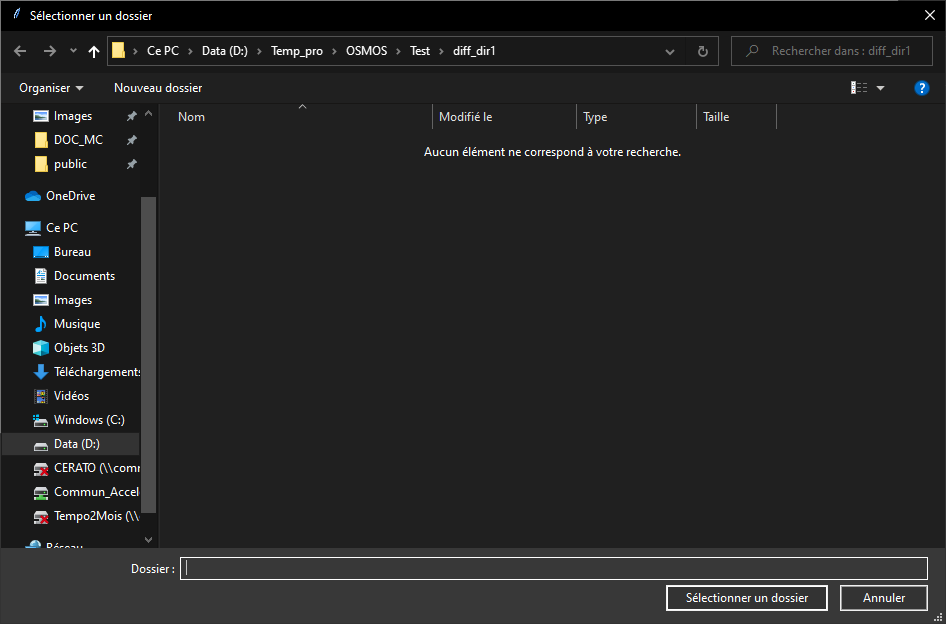 Sélectionner un dossier
Ce PC > Data (D:) > Temp_pro > OSMOS > Test > diff_dir1
Rechercher dans : diff_dir1
Organiser
Nouveau dossier
?
Nom
Modifié le
Type
Taille
Aucun élément ne correspond à votre recherche.
Images
DOC_MC
public
OneDrive
Ce PC
Bureau
Documents
Images
Musique
Objets 3D
Téléchargements
Vidéos
Windows (C:)
Data (D:)
CERATO (\\comr
Commun_Accel
Tempo2Mois (\\
Réseau
Dossier :
Sélectionner un dossier
Annuler